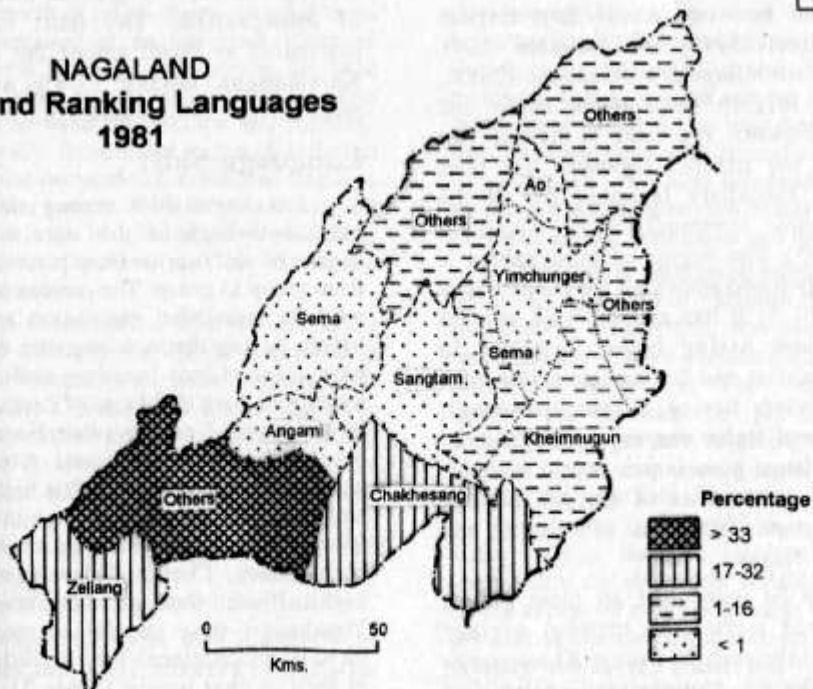 NAGALAND
nd Ranking Languages
1981
Others
Ao
Others
Yimchunger
Others
Sema
Sema
Sangtam
Angami
Kheimnugun
Others
Chakhesang
Zeliang
Percentage
> 33
17-32
1-16
< 1
0 50
Kms.